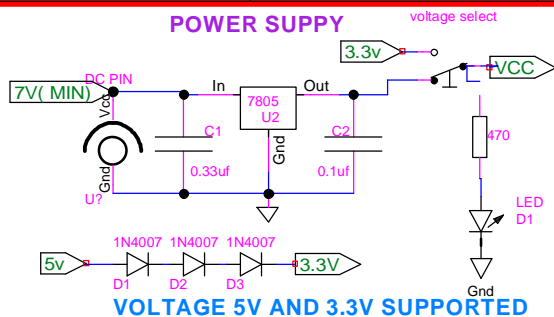 POWER SUPPY
voltage select
3.3v
VCC
DC PIN
7V( MIN)
Vcc
In
7805
U2
Out
Gnd
C1
0.33uf
C2
0.1uf
Gnd
U?
470
LED
D1
Gnd
1N4007 1N4007 1N4007
5v
3.3V
D1 D2 D3
VOLTAGE 5V AND 3.3V SUPPORTED